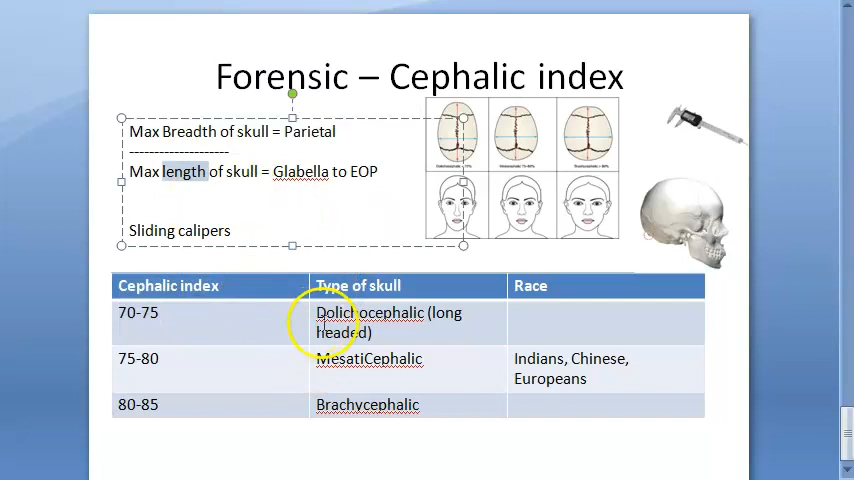 Forensic – Cephalic index
Max Breadth of skull = Parietal
--------------------
Max length of skull = Glabella to EOP
Sliding calipers
Cephalic index Type of skull Race
70-75 Dolichocephalic (long
headed)
75-80 MesatiCephalic Indians, Chinese,
Europeans
80-85 Brachycephalic